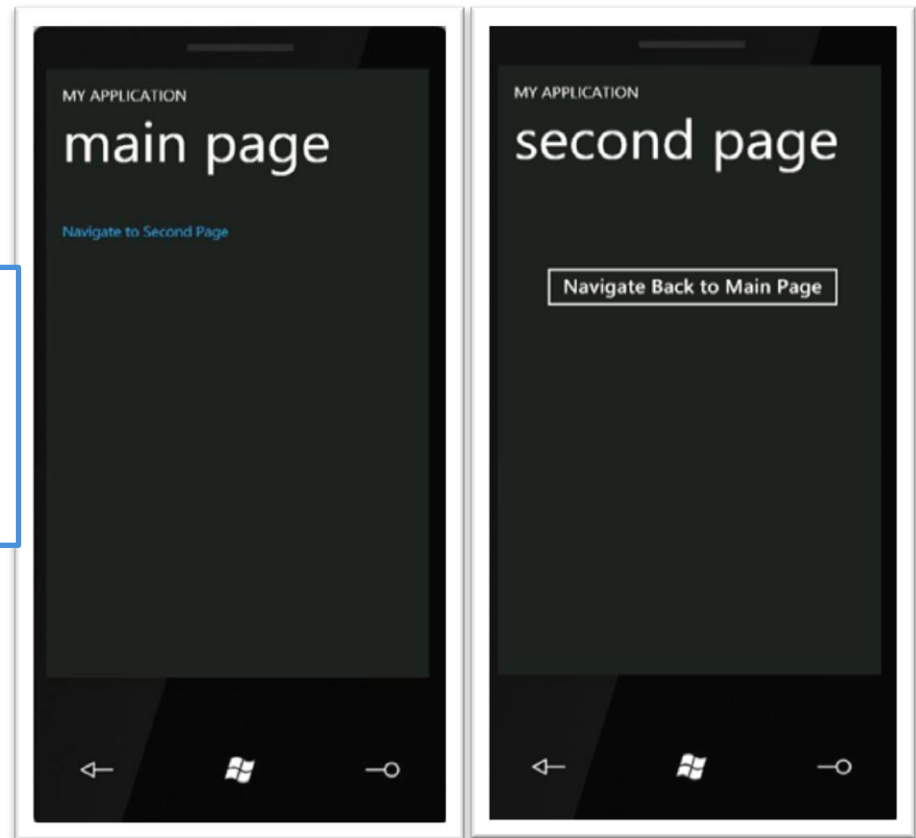 MY APPLICATION
main page
Navigate to Second Page
MY APPLICATION
second page
Navigate Back to Main Page